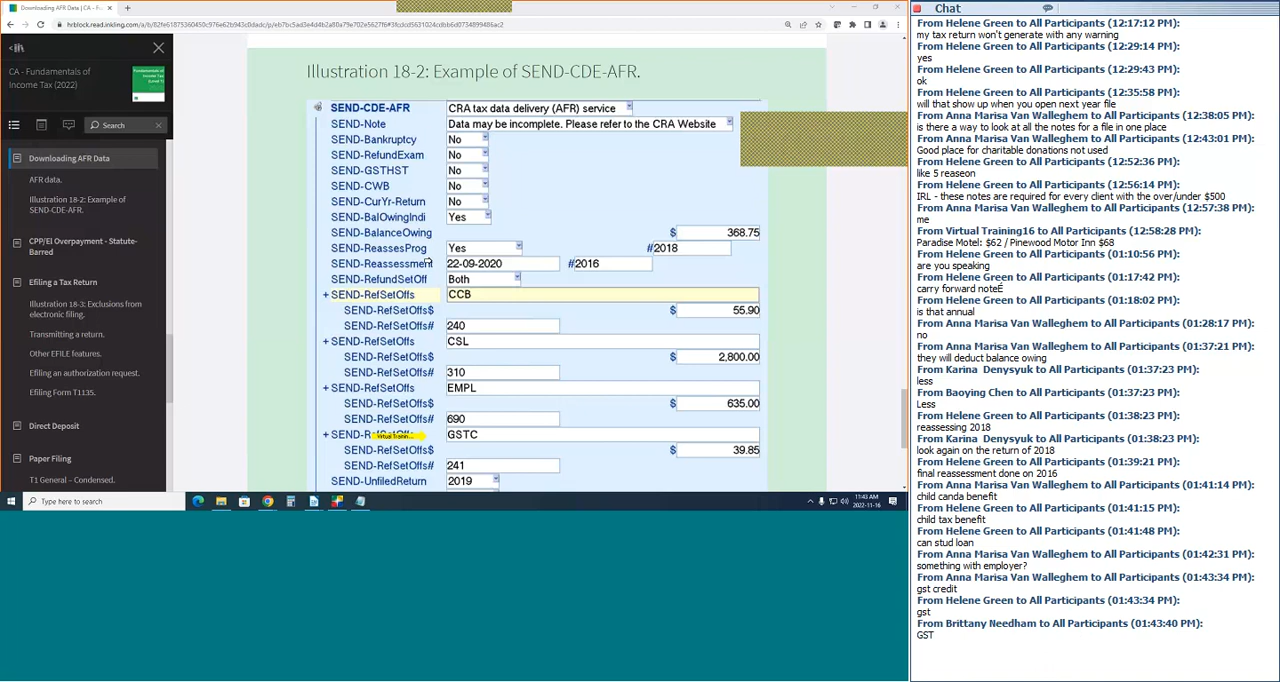 Downloading AFR Data | CA - F
hrblock.read.inkling.com
CA - Fundamentals of
Income Tax (2022)
Search
Downloading AFR Data
AFR data.
Illustration 18-2: Example of
SEND-CDE-AFR.
CPP/EI Overpayment - Statute-
Barred
Efiling a Tax Return
Illustration 18-3: Exclusions from
electronic filing.
Transmitting a return.
Other EFILE features.
Efiling an authorization request.
Efiling Form T1135.
Direct Deposit
Paper Filing
T1 General – Condensed.
Illustration 18-2: Example of SEND-CDE-AFR.
SEND-CDE-AFR CRA tax data delivery (AFR) service
SEND-Note Data may be incomplete. Please refer to the CRA Website
SEND-Bankruptcy No
SEND-RefundExam No
SEND-GSTHST No
SEND-CWB No
SEND-CurYr-Return No
SEND-BalOwingIndi Yes
SEND-BalanceOwing $ 368.75
SEND-ReassesProg Yes #2018
SEND-Reassessment 22-09-2020 #2016
SEND-RefundSetOff Both
+ SEND-RefSetOffs CCB
SEND-RefSetOffs$ $ 55.90
SEND-RefSetOffs# 240
+ SEND-RefSetOffs CSL
SEND-RefSetOffs$ $ 2,800.00
SEND-RefSetOffs# 310
+ SEND-RefSetOffs EMPL
SEND-RefSetOffs$ $ 635.00
SEND-RefSetOffs# 690
+ SEND-RefSetOffs GSTC
Virtual Trainin...
SEND-RefSetOffs$ $ 39.85
SEND-RefSetOffs# 241
SEND-UnfiledReturn 2019
Type here to search
11:43 AM
2022-11-16
Chat
From Helene Green to All Participants (12:17:12 PM):
my tax return won't generate with any warning
From Helene Green to All Participants (12:29:14 PM):
yes
From Helene Green to All Participants (12:29:43 PM):
ok
From Helene Green to All Participants (12:35:58 PM):
will that show up when you open next year file
From Anna Marisa Van Walleghem to All Participants (12:38:05 PM):
is there a way to look at all the notes for a file in one place
From Helene Green to All Participants (12:43:01 PM):
Good place for charitable donations not used
From Helene Green to All Participants (12:52:36 PM):
like 5 reaseon
From Helene Green to All Participants (12:56:14 PM):
IRL - these notes are required for every client with the over/under $500
From Anna Marisa Van Walleghem to All Participants (12:57:38 PM):
me
From Virtual Training16 to All Participants (12:58:28 PM):
Paradise Motel: $62 / Pinewood Motor Inn $68
From Helene Green to All Participants (01:10:56 PM):
are you speaking
From Helene Green to All Participants (01:17:42 PM):
carry forward noteÉ
From Helene Green to All Participants (01:18:02 PM):
is that annual
From Anna Marisa Van Walleghem to All Participants (01:28:17 PM):
no
From Anna Marisa Van Walleghem to All Participants (01:37:21 PM):
they will deduct balance owing
From Karina  Denysyuk to All Participants (01:37:23 PM):
less
From Baoying Chen to All Participants (01:37:23 PM):
Less
From Helene Green to All Participants (01:38:23 PM):
reassessing 2018
From Karina  Denysyuk to All Participants (01:38:23 PM):
look again on the return of 2018
From Helene Green to All Participants (01:39:21 PM):
final reassessment done on 2016
From Anna Marisa Van Walleghem to All Participants (01:41:14 PM):
child canda benefit
From Helene Green to All Participants (01:41:15 PM):
child tax benefit
From Helene Green to All Participants (01:41:48 PM):
can stud loan
From Anna Marisa Van Walleghem to All Participants (01:42:31 PM):
something with employer?
From Anna Marisa Van Walleghem to All Participants (01:43:34 PM):
gst credit
From Helene Green to All Participants (01:43:34 PM):
gst
From Brittany Needham to All Participants (01:43:40 PM):
GST